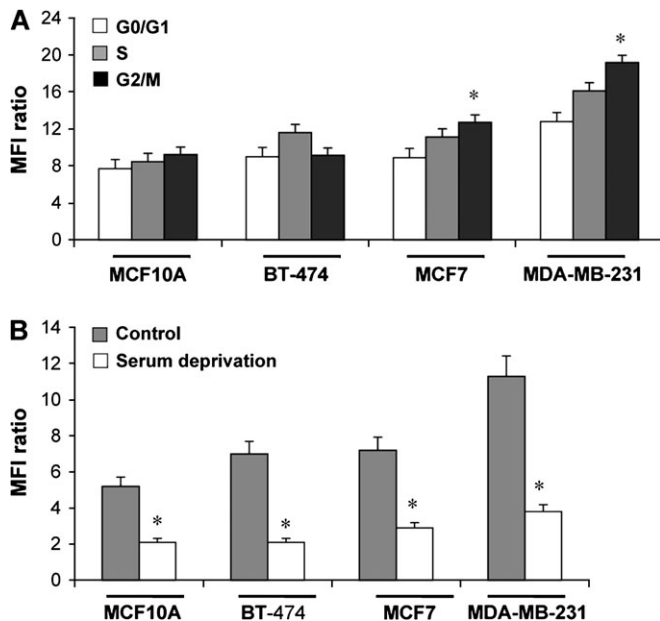 A
MFI ratio
24
20
16
12
8
4
0
G0/G1
S
G2/M
*
*
MCF10A BT-474 MCF7 MDA-MB-231
B
MFI ratio
14
12
10
8
6
4
2
0
Control
Serum deprivation
* * * *
MCF10A BT-474 MCF7 MDA-MB-231